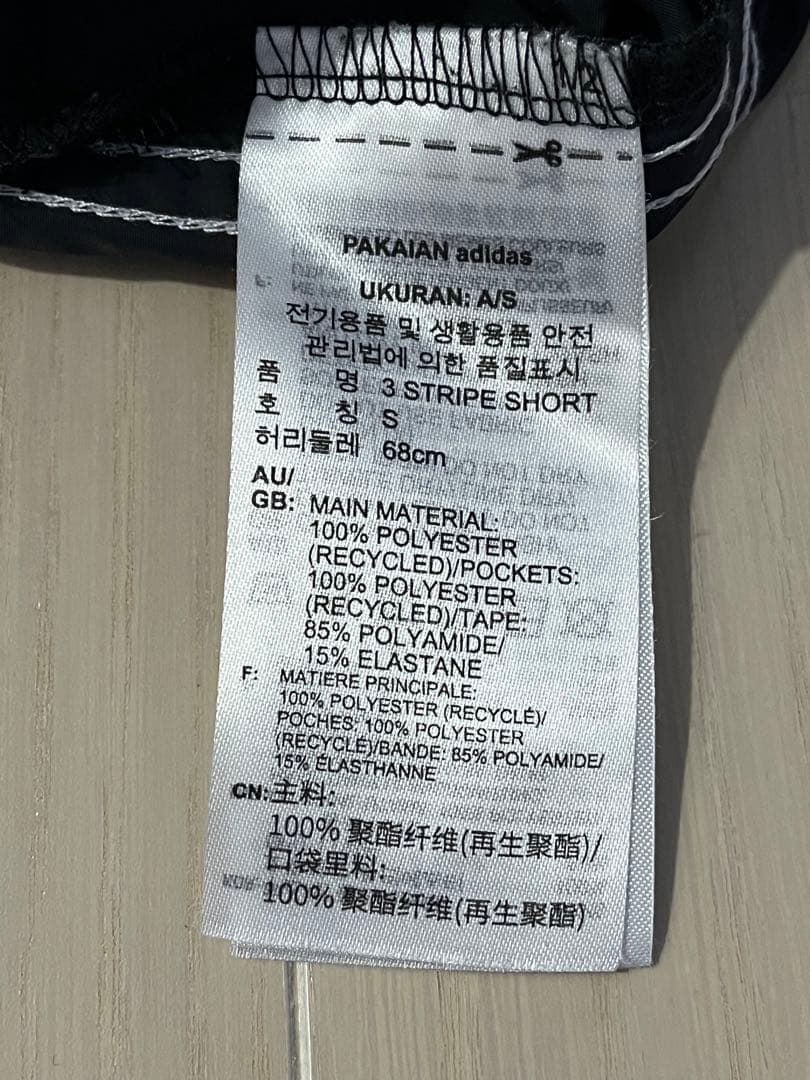 PAKAIAN adidas
UKURAN: A/S
전기용품 및 생활용품 안전
관리법에 의한 품질표시
품 명 3 STRIPE SHORT
호 칭 S
허리둘레 68cm
AU/
GB: MAIN MATERIAL:
100% POLYESTER
(RECYCLED)/POCKETS:
100% POLYESTER
(RECYCLED)/TAPE:
85% POLYAMIDE/
15% ELASTANE
F: MATIERE PRINCIPALE:
100% POLYESTER (RECYCLÉ)/
POCHES: 100% POLYESTER
(RECYCLÉ)/BANDE: 85% POLYAMIDE/
15% ÉLASTHANNE
CN:主料:
100% 聚酯纤维(再生聚酯)/
口袋里料:
100% 聚酯纤维(再生聚酯)